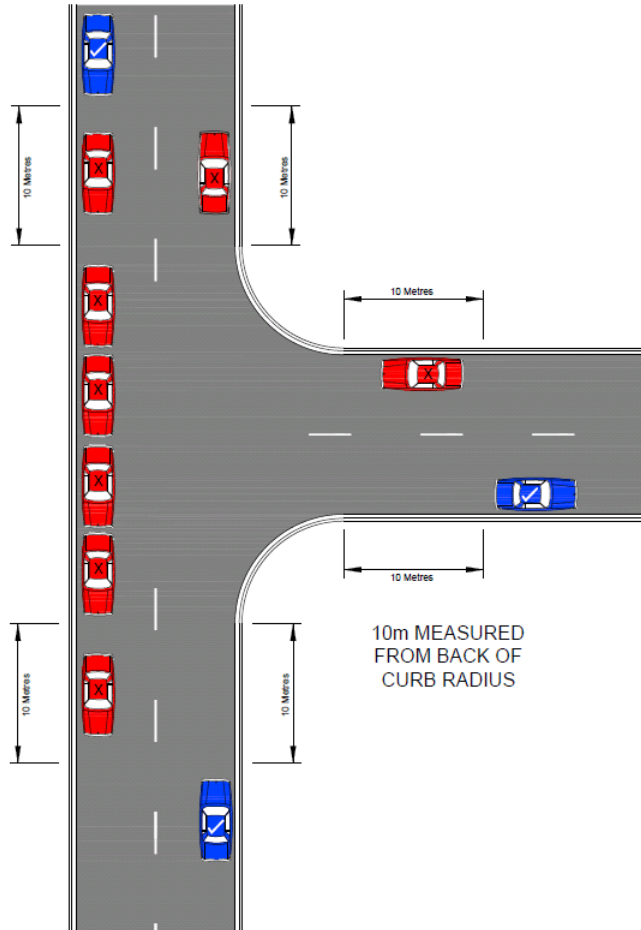 10 Metres
10 Metres
X
X
X
10 Metres
X
X
X
10 Metres
X
X
10m MEASURED
FROM BACK OF
CURB RADIUS
10 Metres
10 Metres
X